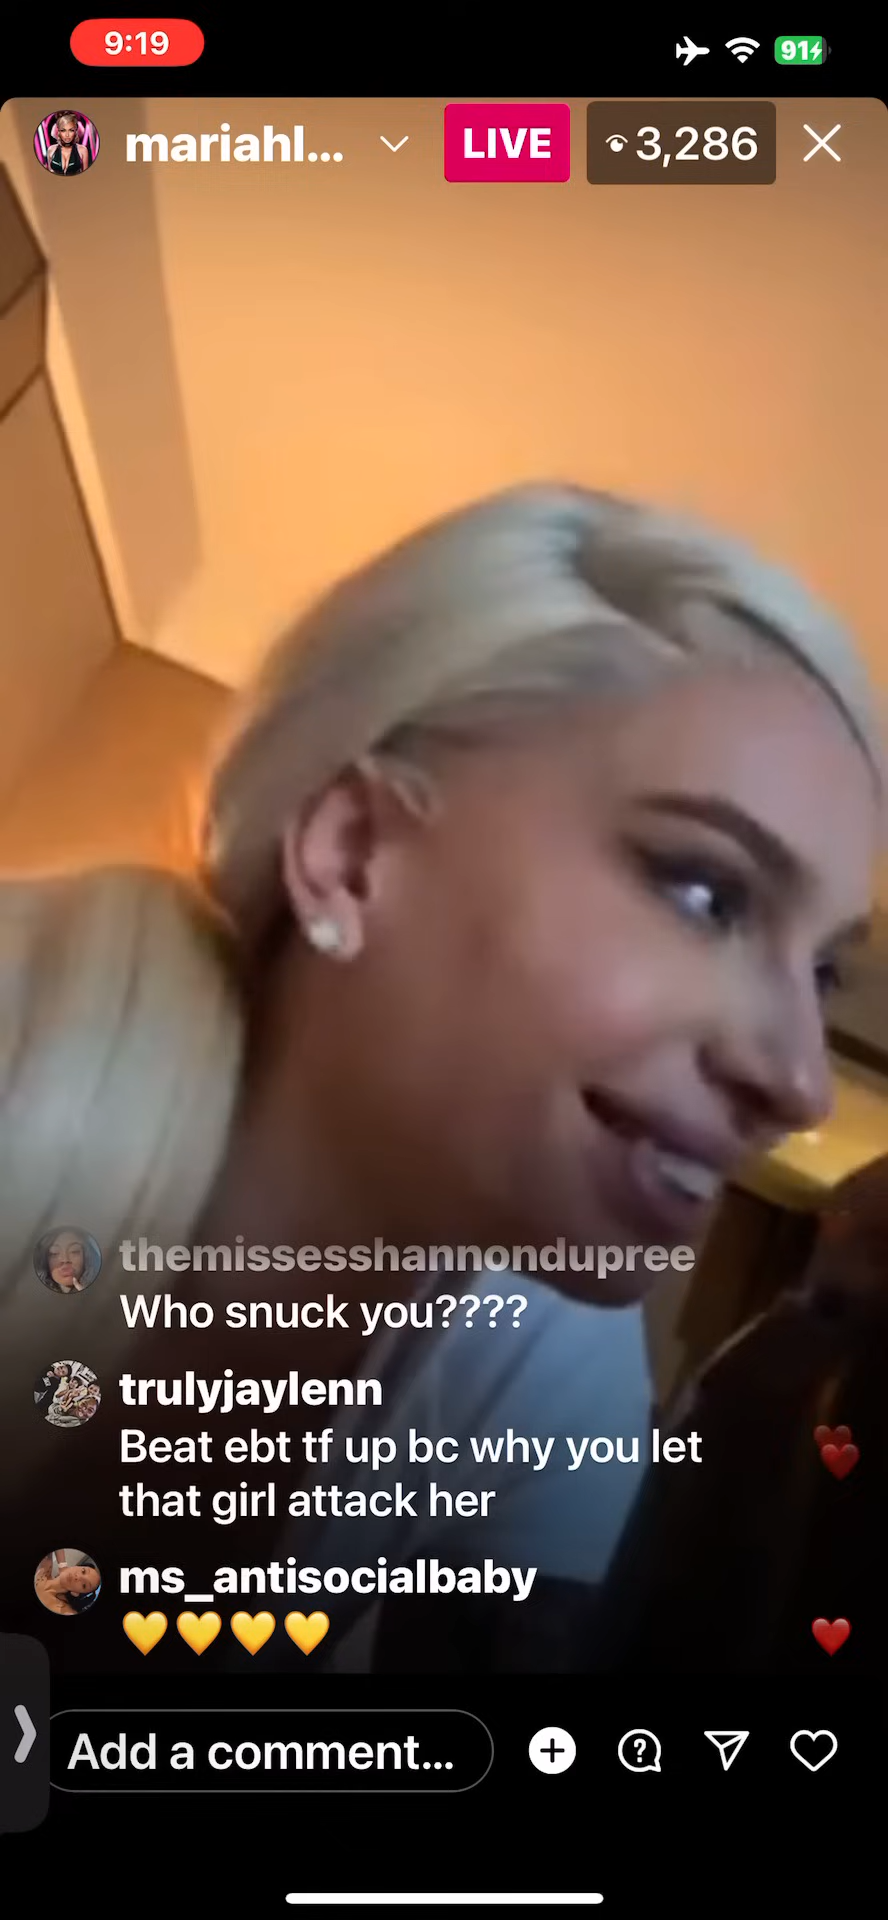 9:19
91
mariahl...
LIVE
3,286
themissesshannondupree
Who snuck you????
trulyjaylenn
Beat ebt tf up bc why you let
that girl attack her
ms_antisocialbaby
💛💛💛💛
Add a comment...